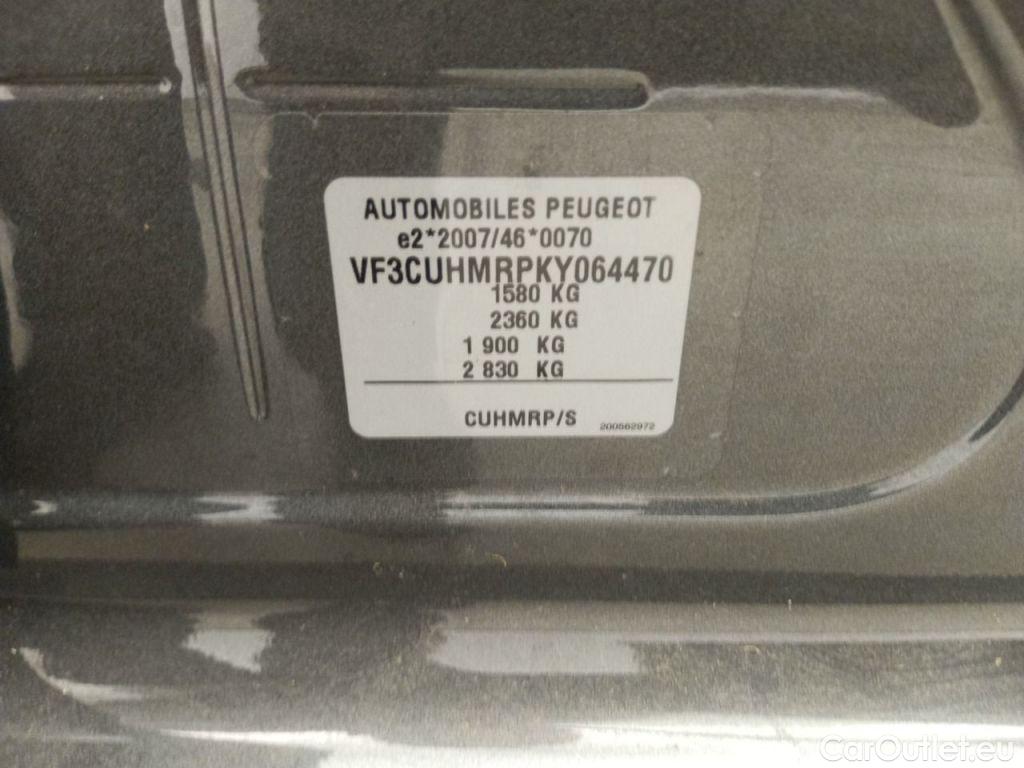 AUTOMOBILES PEUGEOT
e2*2007/46*0070
VF3CUHMRPKY064470
1580 KG
2360 KG
1 900 KG
2 830 KG
CUHMRP/S
200562972
CarOutlet.eu